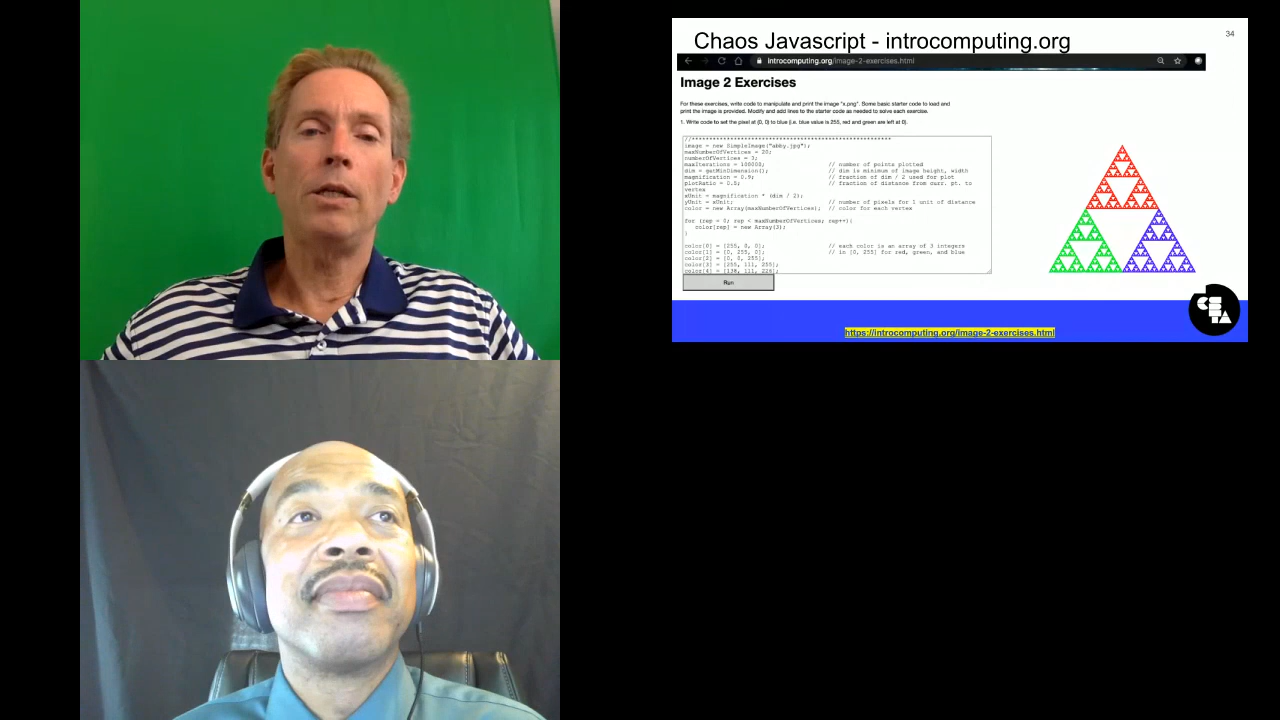 Chaos Javascript - introcomputing.org
34
introcomputing.org/image-2-exercises.html
Image 2 Exercises
For these exercises, write code to manipulate and print the image "x.png". Some basic starter code to load and
print the image is provided. Modify and add lines to the starter code as needed to solve each exercise.
1. Write code to set the pixel at (0, 0) to blue (i.e. blue value is 255, red and green are left at 0).
image = new SimpleImage("abby.jpg");
maxNumberOfVertices = 20;
numberOfVertices = 3;
maxIterations = 100000; // number of points plotted
dim = getMinDimension(); // dim is minimum of image height, width
magnification = 0.9; // fraction of dim / 2 used for plot
plotRatio = 0.5; // fraction of distance from curr. pt. to
vertex
xUnit = magnification * (dim / 2);
yUnit = xUnit; // number of pixels for 1 unit of distance
color = new Array(maxNumberOfVertices); // color for each vertex
for (rep = 0; rep < maxNumberOfVertices; rep++){
color[rep] = new Array(3);
}
color[0] = [255, 0, 0]; // each color is an array of 3 integers
color[1] = [0, 255, 0]; // in [0, 255] for red, green, and blue
color[2] = [0, 0, 255];
color[3] = [255, 111, 255];
color[4] = [138, 111, 226];
Run
https://introcomputing.org/image-2-exercises.html
CSTA